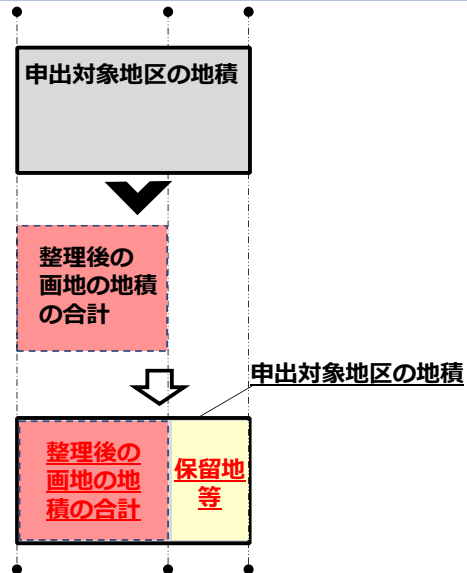 申出対象地区の地積
整理後の
画地の地積
の合計
申出対象地区の地積
整理後の
画地の地
積の合計
保留地
等